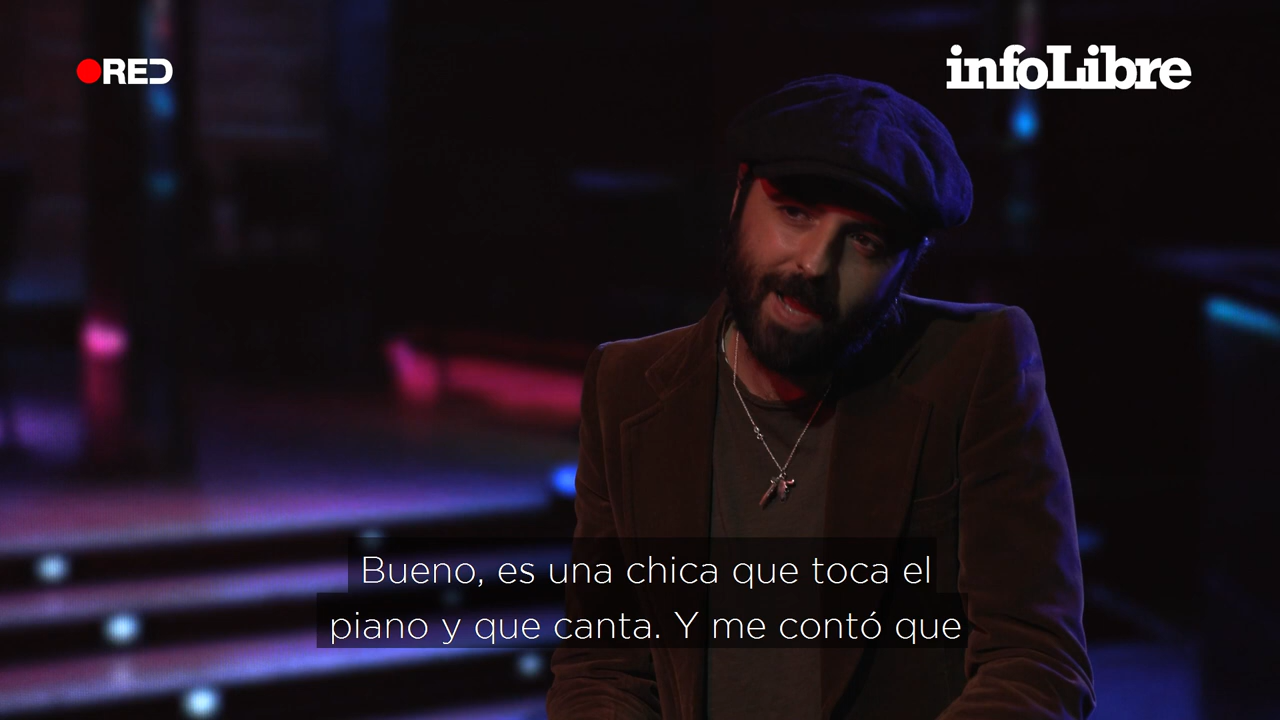 RED
infoLibre
Bueno, es una chica que toca el
piano y que canta. Y me contó que